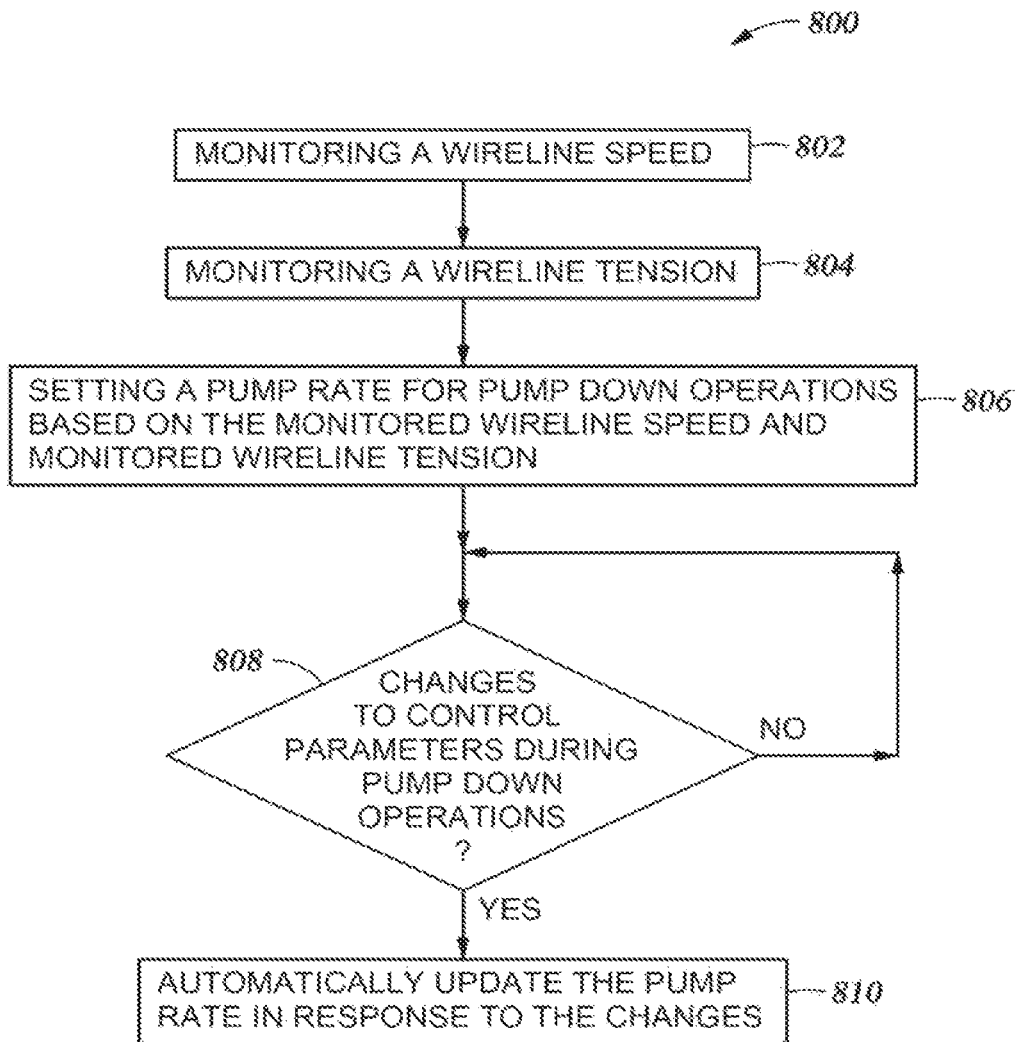 800
MONITORING A WIRELINE SPEED
802
MONITORING A WIRELINE TENSION
804
SETTING A PUMP RATE FOR PUMP DOWN OPERATIONS
BASED ON THE MONITORED WIRELINE SPEED AND
MONITORED WIRELINE TENSION
806
808
CHANGES
TO CONTROL
PARAMETERS DURING
PUMP DOWN
OPERATIONS
?
NO
YES
AUTOMATICALLY UPDATE THE PUMP
RATE IN RESPONSE TO THE CHANGES
810